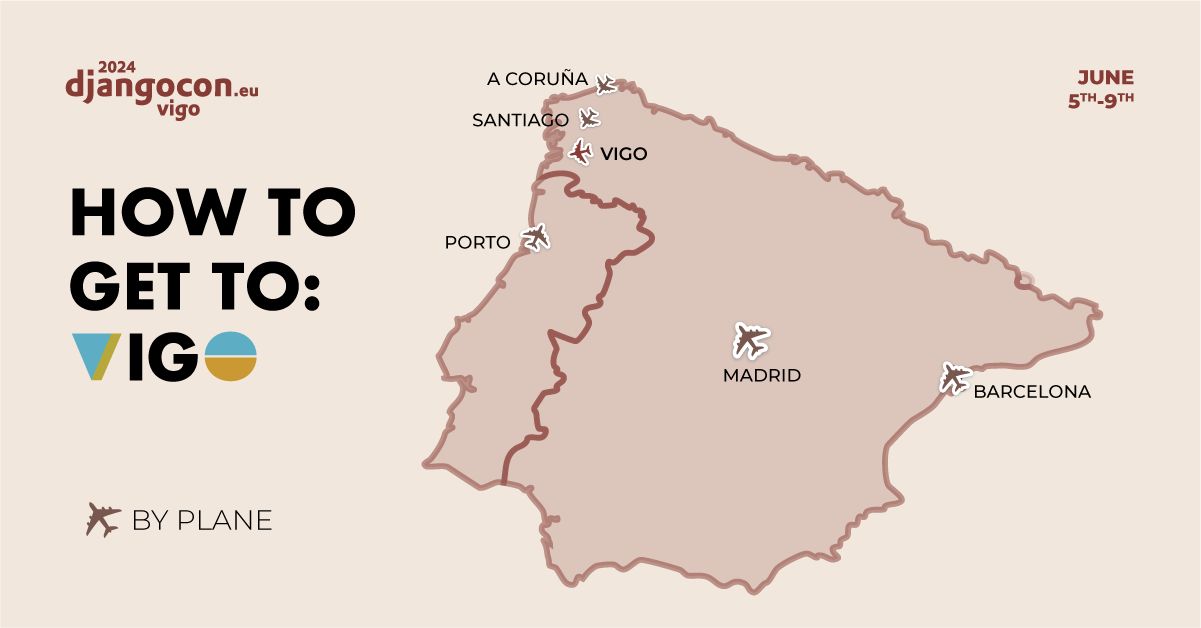 2024
djangocon.eu
vigo
JUNE
5TH-9TH
HOW TO
GET TO:
VIGO
BY PLANE
A CORUÑA
SANTIAGO
VIGO
PORTO
MADRID
BARCELONA